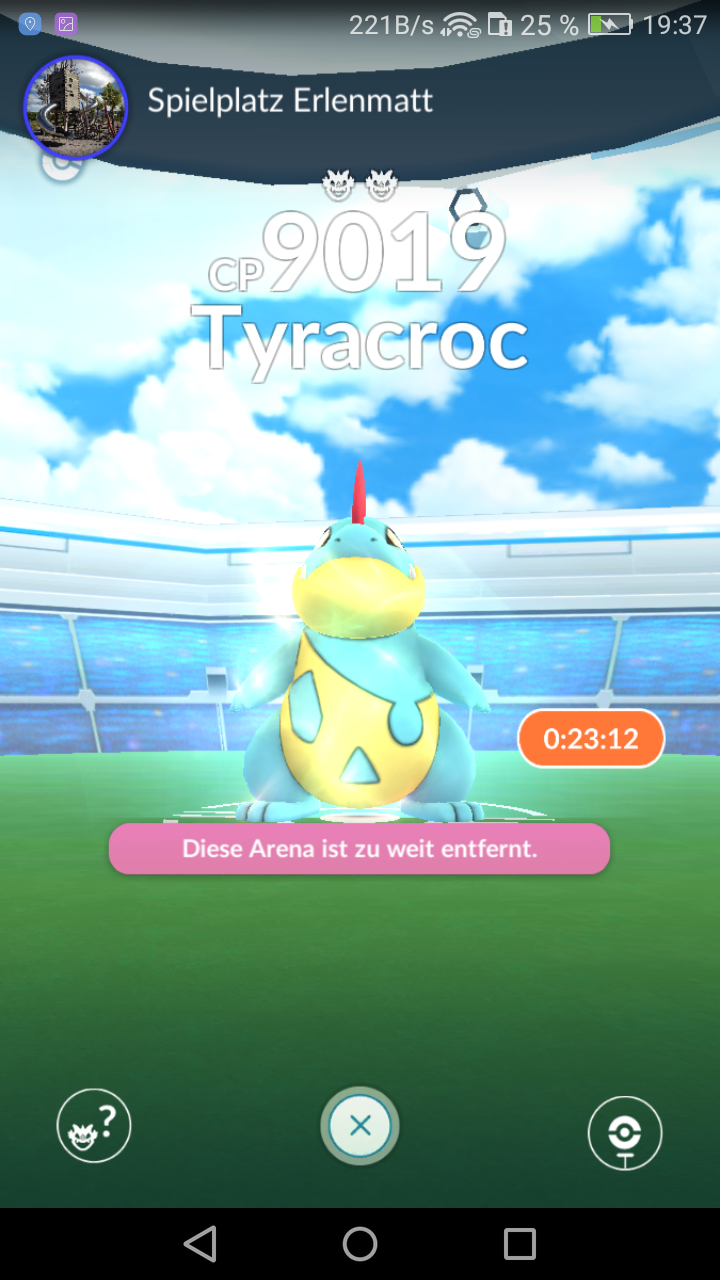 221B/s 25 % 19:37
Spielplatz Erlenmatt
CP9019
Tyracroc
0:23:12
Diese Arena ist zu weit entfernt.
?